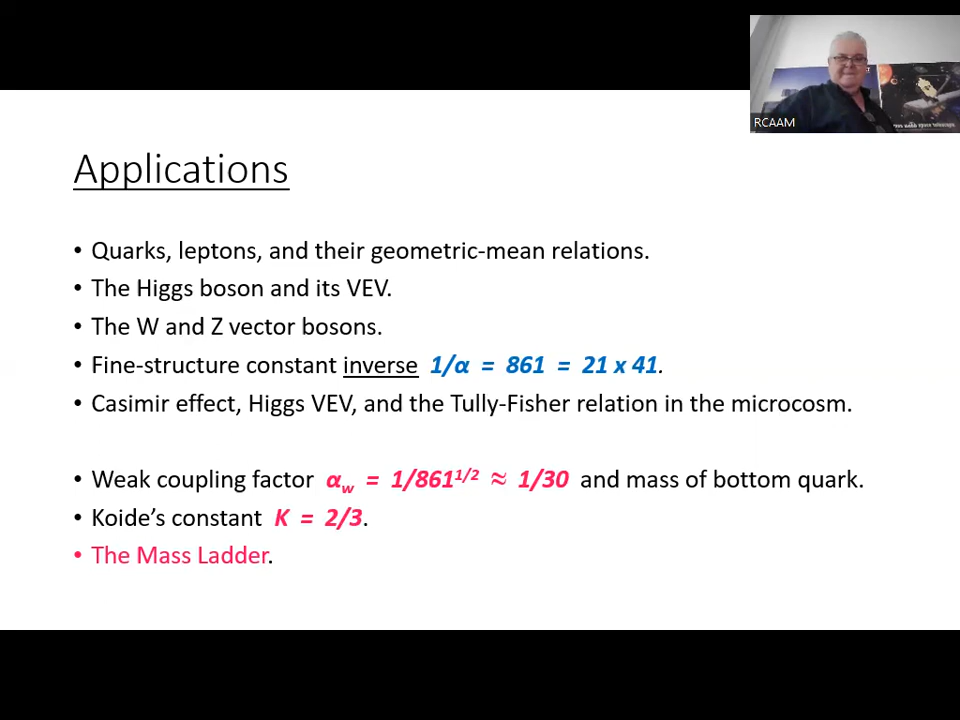 RCAAM
Applications
• Quarks, leptons, and their geometric-mean relations.
• The Higgs boson and its VEV.
• The W and Z vector bosons.
• Fine-structure constant inverse 1/α = 861 = 21 x 41.
• Casimir effect, Higgs VEV, and the Tully-Fisher relation in the microcosm.
• Weak coupling factor αw = 1/861^1/2 ≈ 1/30 and mass of bottom quark.
• Koide’s constant K = 2/3.
• The Mass Ladder.